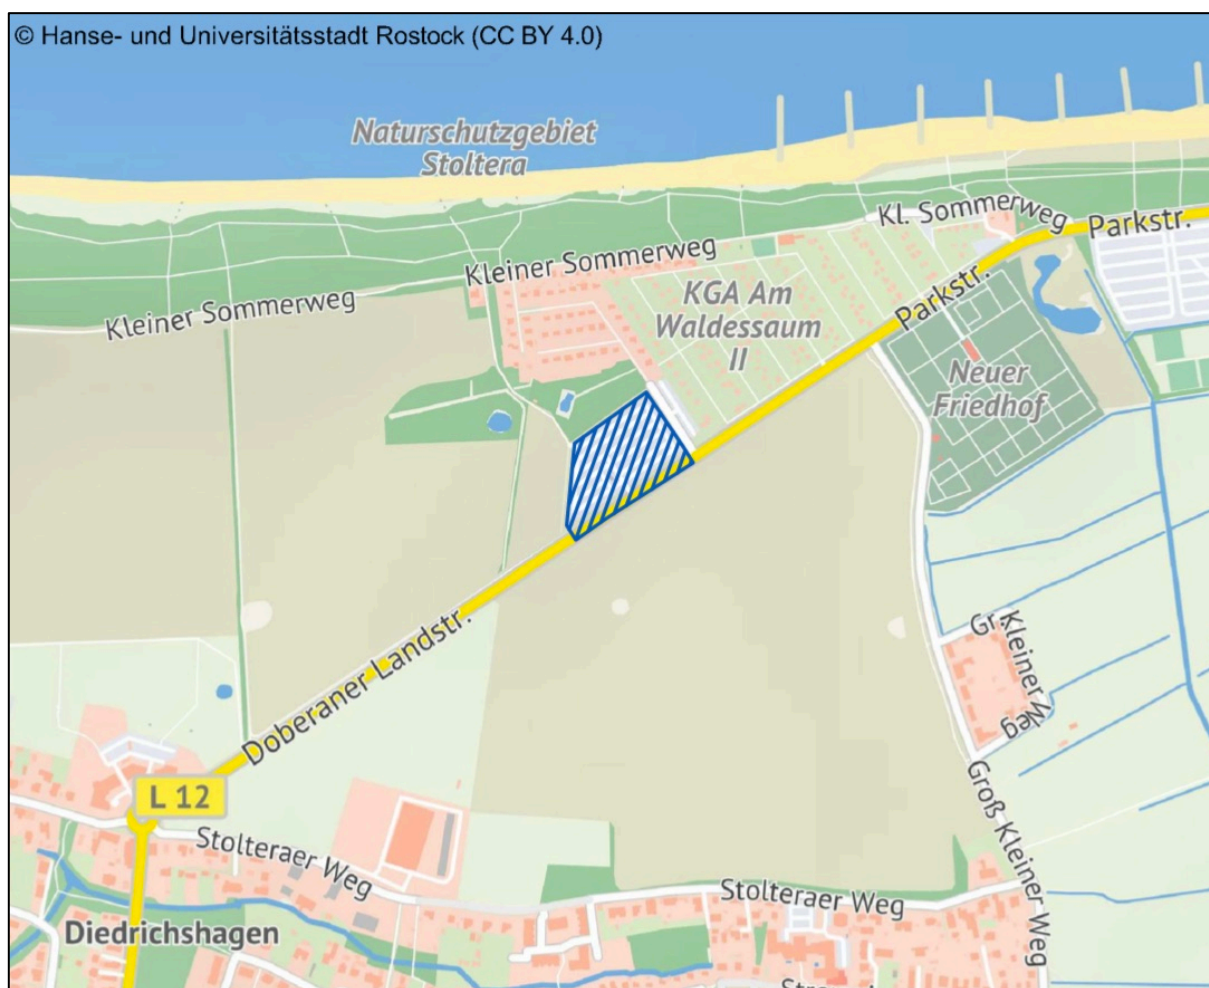 © Hanse- und Universitätsstadt Rostock (CC BY 4.0)
Naturschutzgebiet
Stoltera
Kl. Sommerweg
Parkstr.
Kleiner Sommerweg
Kleiner Sommerweg
KGA Am
Waldessaum
II
Parkstr.
Neuer
Friedhof
Doberaner Landstr.
Gr.
Kleiner Weg
L 12
Stolteraer Weg
Groß Kleiner Weg
Stolteraer Weg
Diedrichshagen